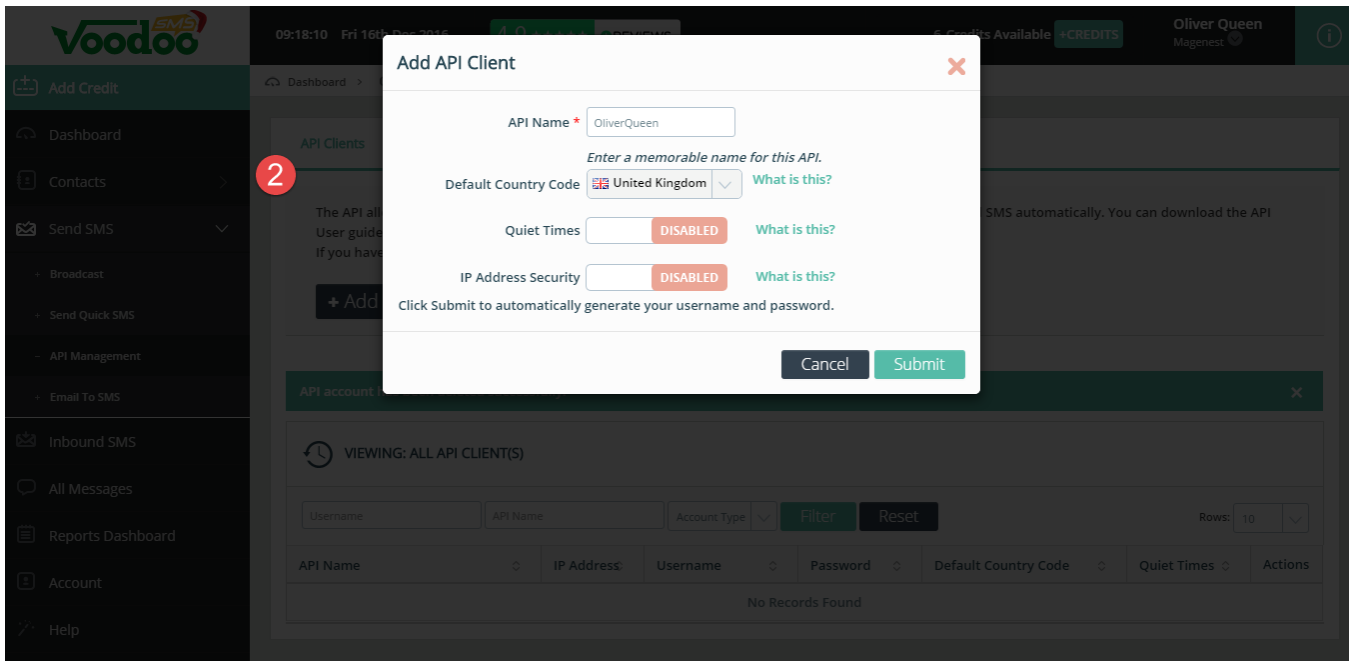 Voodoo SMS
09:18:10 Fri 16th Dec 2016
4.9 REVIEWS
6 Credits Available +CREDITS
Oliver Queen
Magenest
Add API Client
Add Credit
Dashboard >
Dashboard
API Clients
API Name * OliverQueen
Enter a memorable name for this API.
2
Contacts
Default Country Code United Kingdom What is this?
The API all
SMS automatically. You can download the API
Send SMS
User guide
Quiet Times DISABLED What is this?
If you have
Broadcast
IP Address Security DISABLED What is this?
+ Add
Click Submit to automatically generate your username and password.
Send Quick SMS
API Management
Cancel Submit
Email To SMS
API account
Inbound SMS
VIEWING: ALL API CLIENT(S)
All Messages
Username API Name Account Type Filter Reset Rows: 10
Reports Dashboard
API Name IP Address Username Password Default Country Code Quiet Times Actions
Account
No Records Found
Help